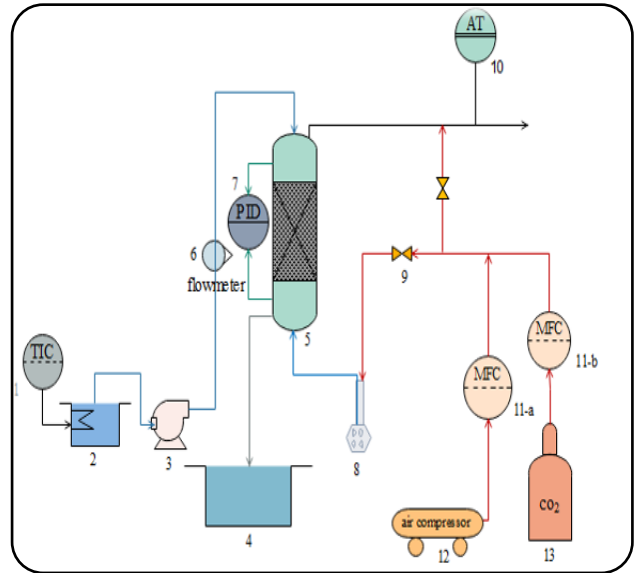 AT
10
7
PID
6
flowmeter
9
5
TIC
1
MFC
11-b
MFC
11-a
2
3
8
4
air compressor
12
co₂
13